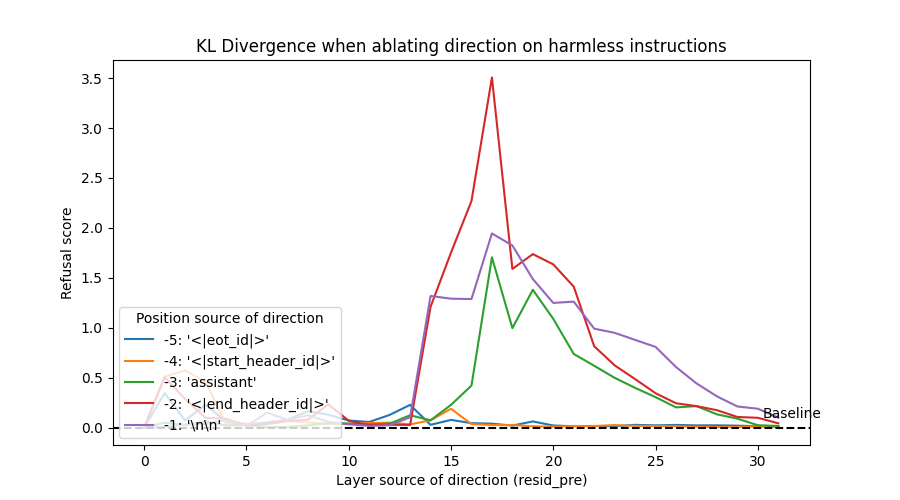 KL Divergence when ablating direction on harmless instructions
Refusal score
3.5
3.0
2.5
2.0
1.5
1.0
0.5
0.0
Position source of direction
-5: '<|eot_id|>'
-4: '<|start_header_id|>'
-3: 'assistant'
-2: '<|end_header_id|>'
-1: '\n\n'
Baseline
0 5 10 15 20 25 30
Layer source of direction (resid_pre)